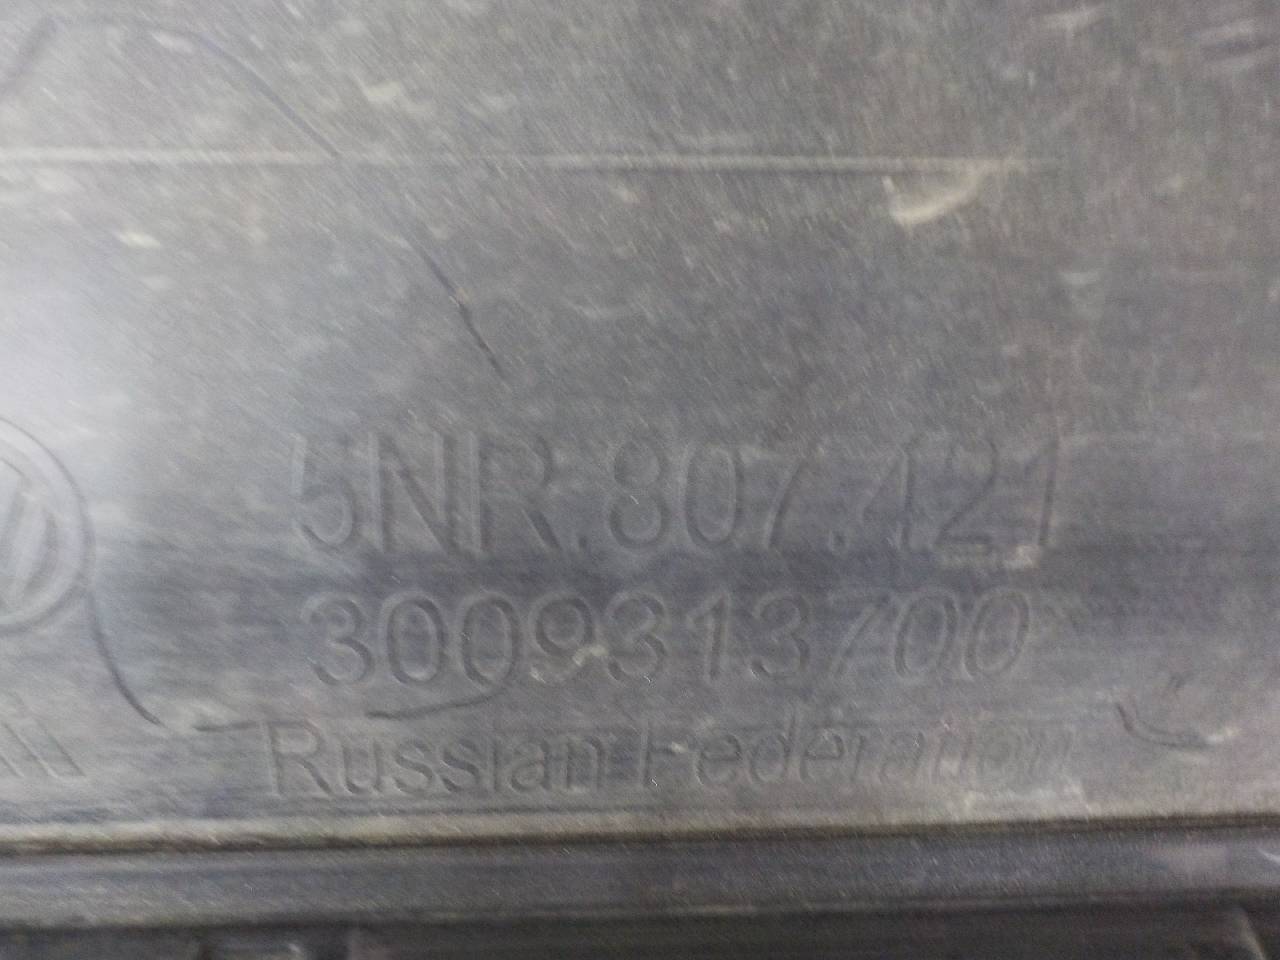 5NR.807.421
3009313700
Russian Federation